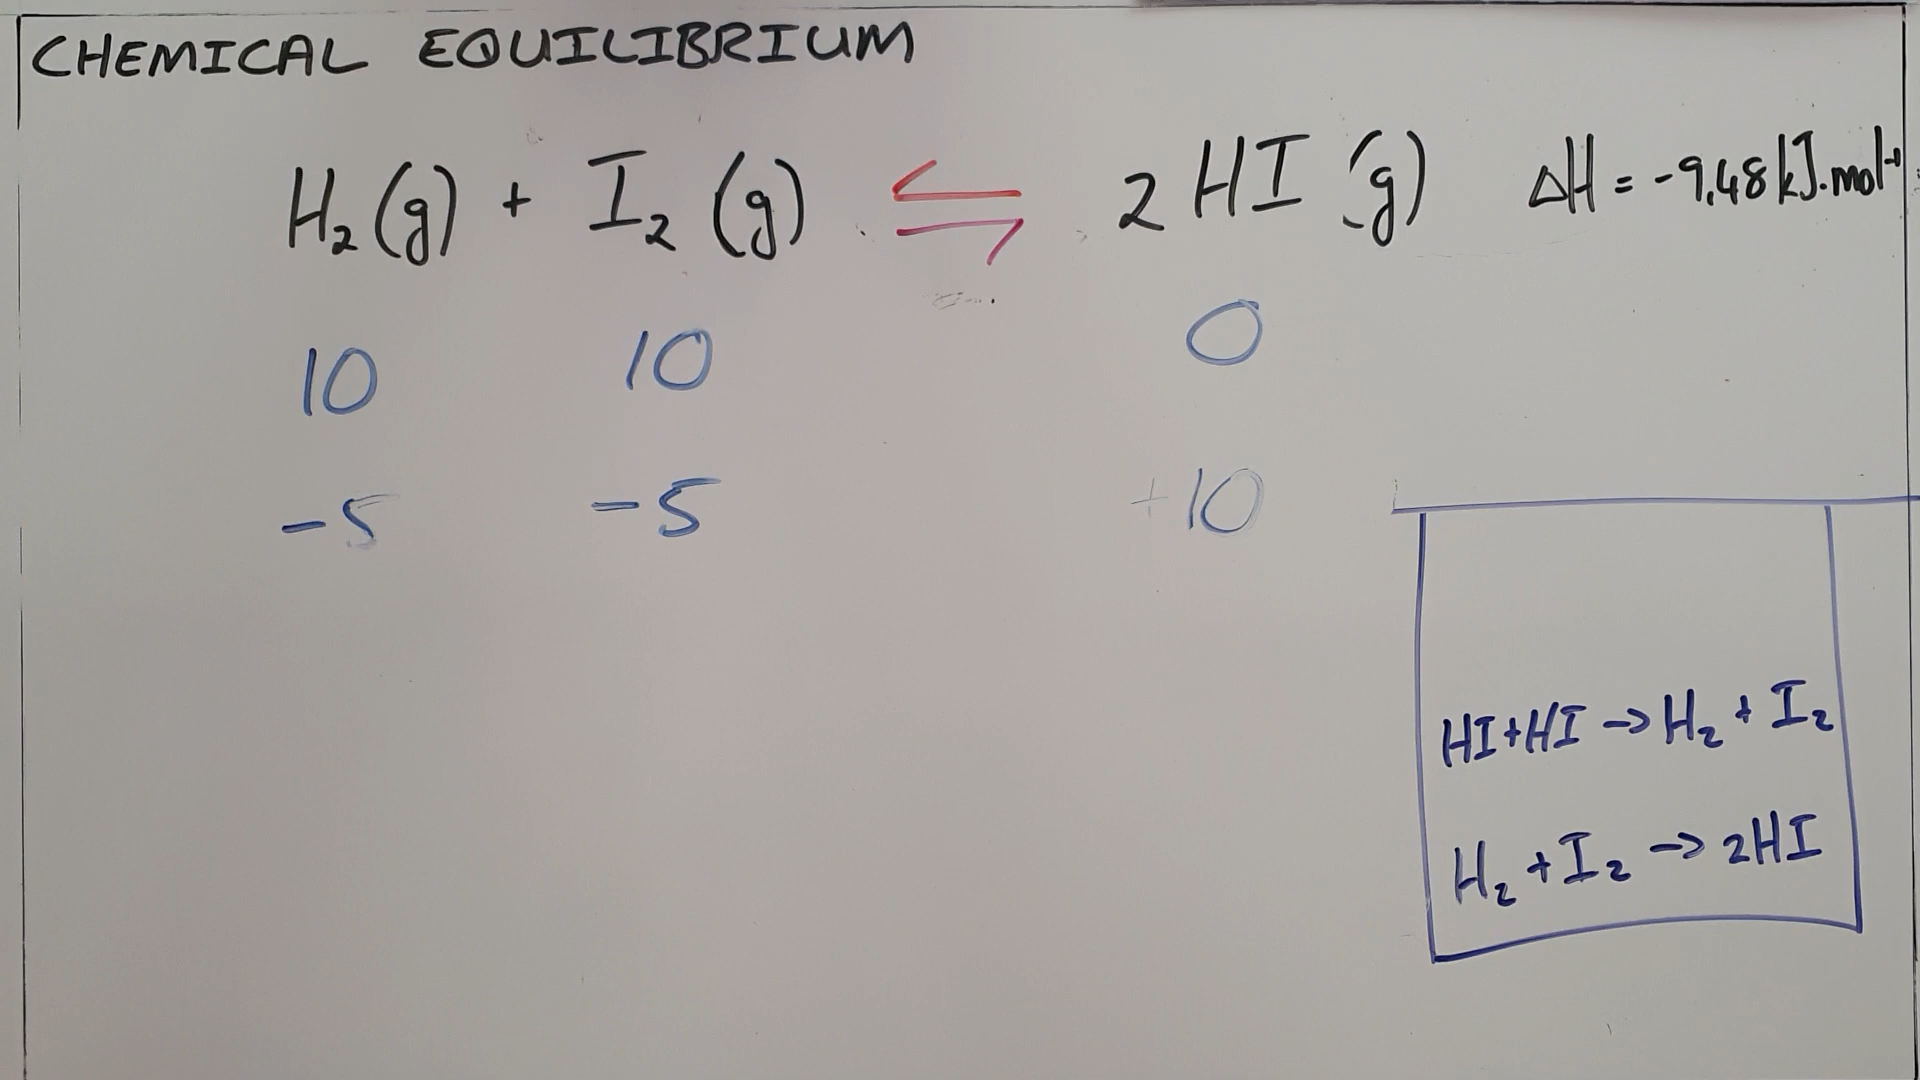 CHEMICAL EQUILIBRIUM
H₂(g) + I₂(g) ⇌ 2HI(g) ΔH = -9,48 kJ.mol⁻¹
10 10 0
-5 -5 +10
HI+HI → H₂ + I₂
H₂ + I₂ → 2HI